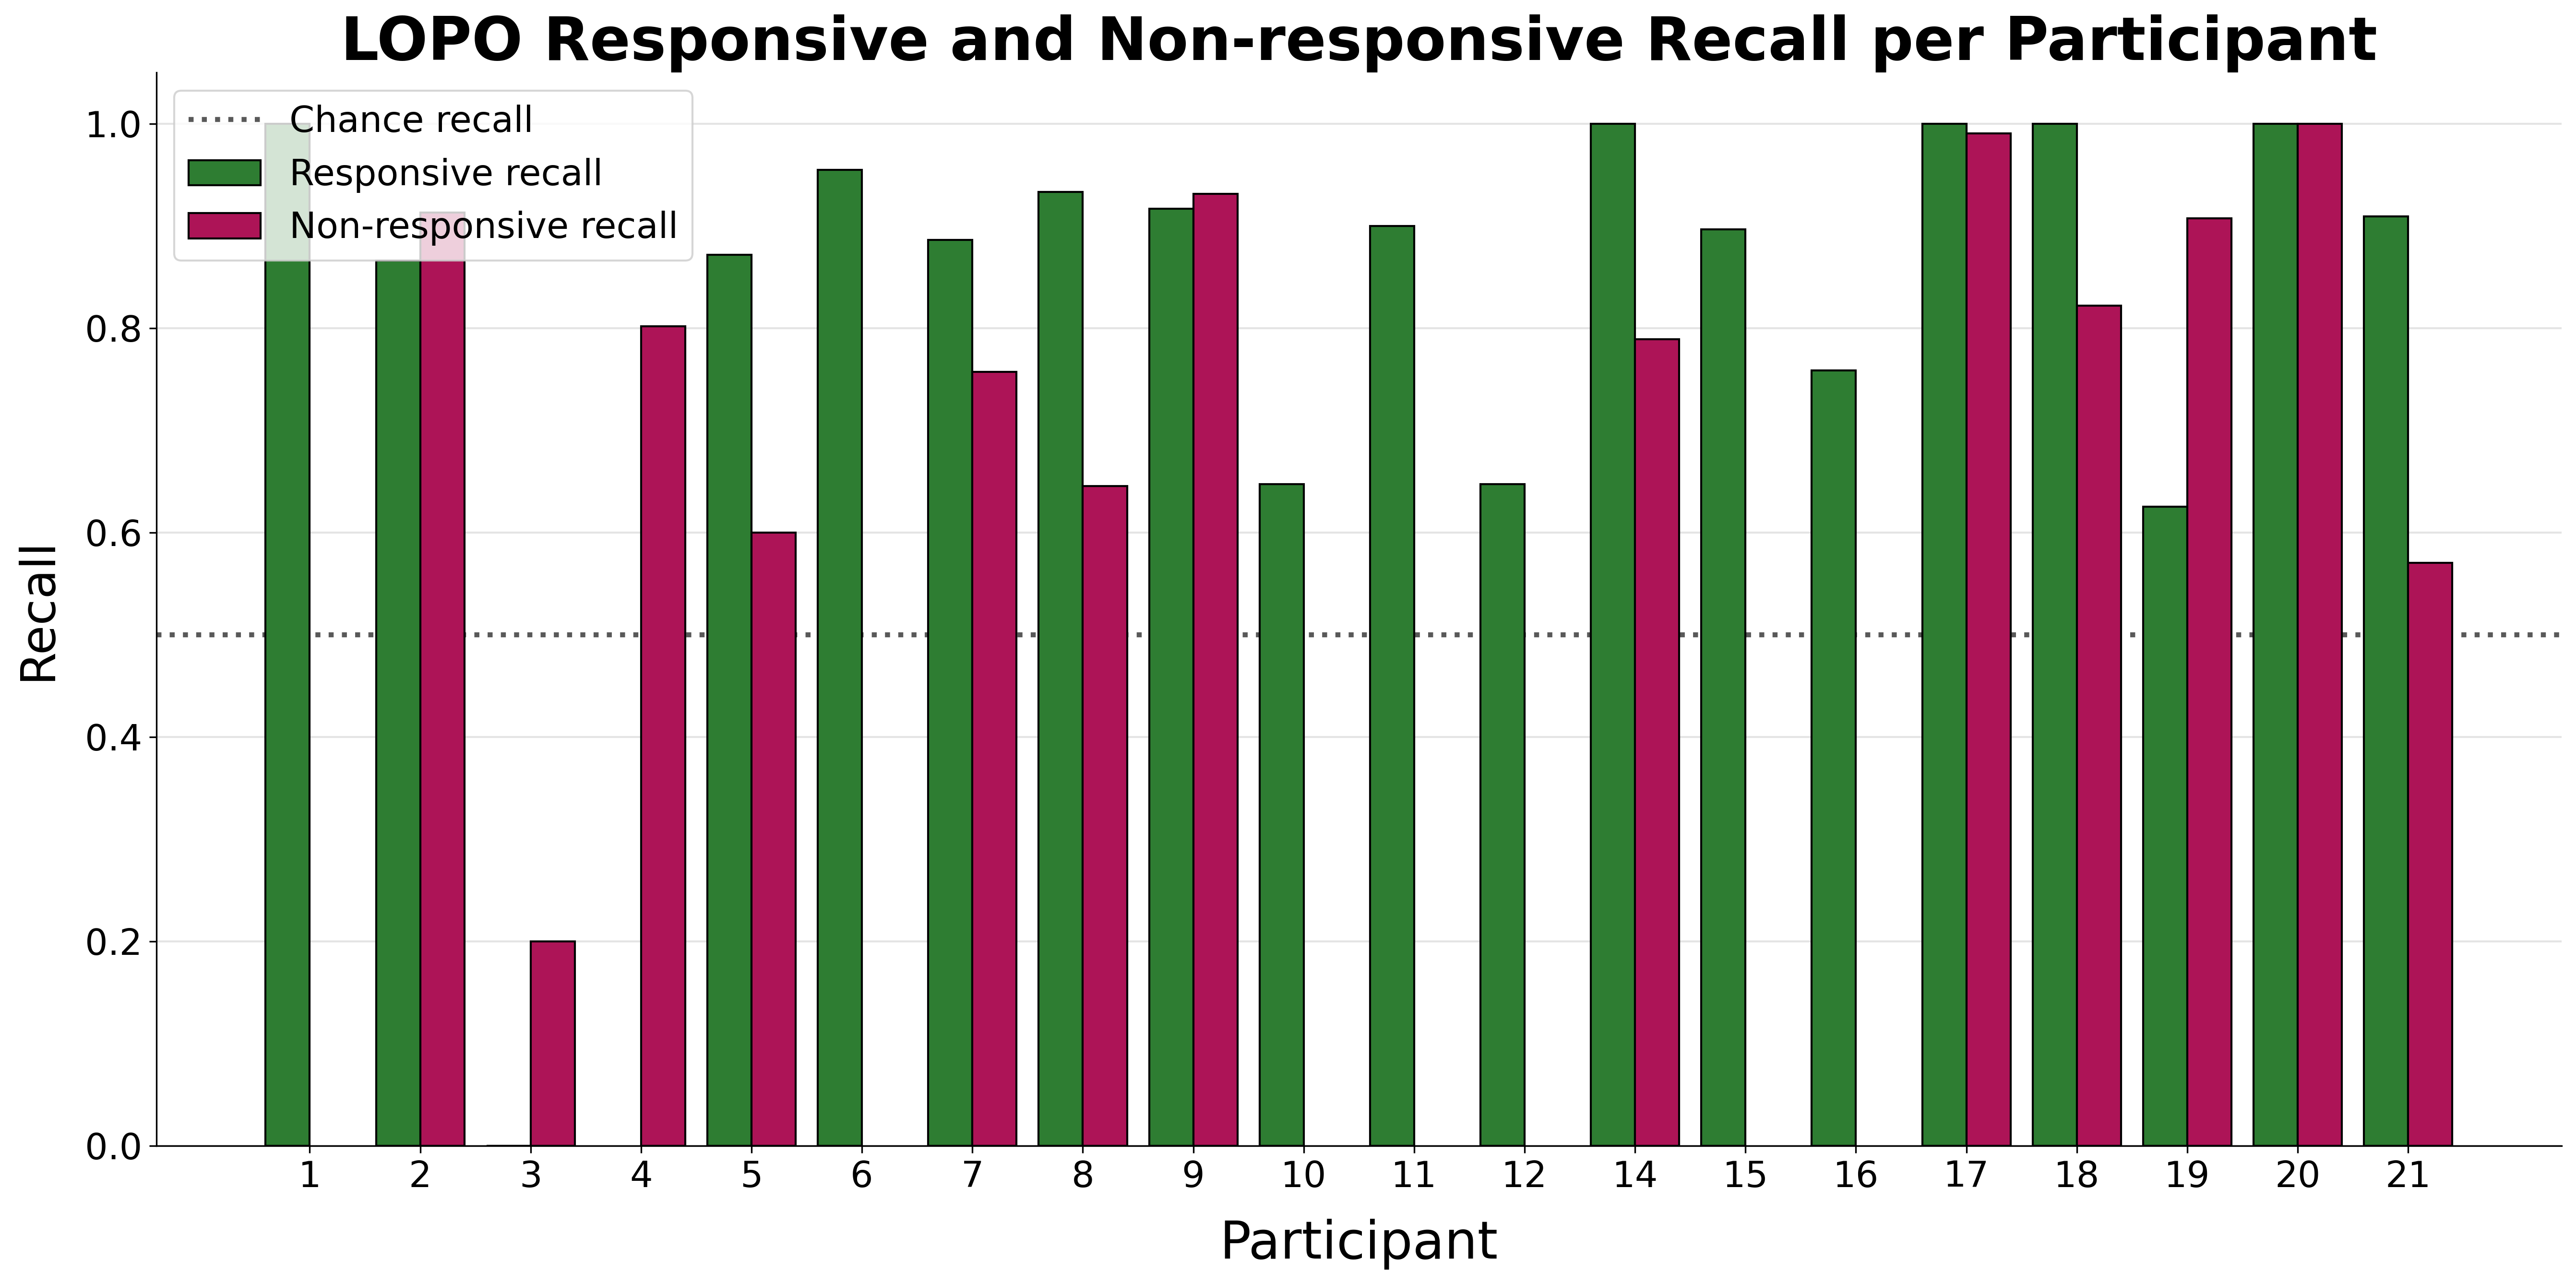 LOPO Responsive and Non-responsive Recall per Participant
Chance recall
Responsive recall
Non-responsive recall
1.0
0.8
0.6
0.4
0.2
0.0
Recall
1 2 3 4 5 6 7 8 9 10 11 12 14 15 16 17 18 19 20 21
Participant